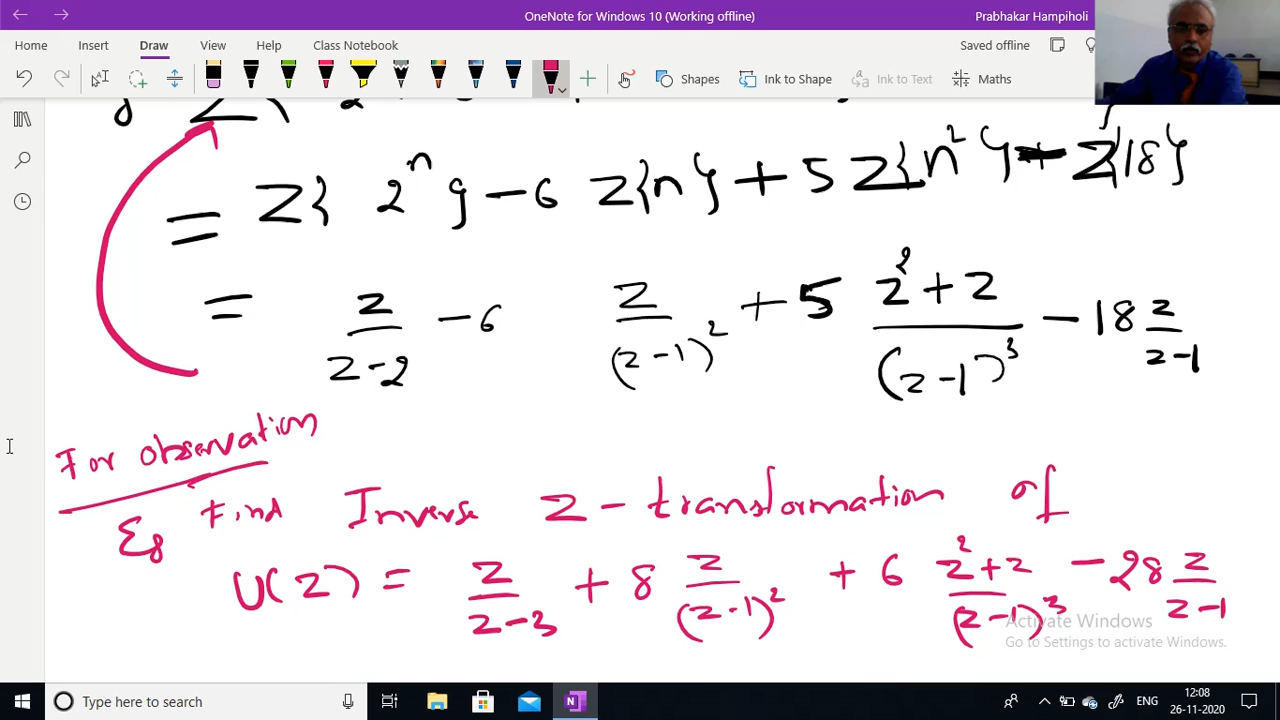 OneNote for Windows 10 (Working offline) Prabhakar Hampiholi
Home Insert Draw View Help Class Notebook Saved offline
Shapes Ink to Shape Ink to Text Maths
= Z{ 2^n } - 6 Z{n} + 5 Z{n^2} - Z{18}
= z/(z-2) - 6 z/(z-1)^2 + 5 (z^2+z)/(z-1)^3 - 18 z/(z-1)
For observation
Eg Find Inverse Z-transformation of
U(Z) = z/(z-3) + 8 z/(z-1)^2 + 6 (z^2+z)/(z-1)^3 - 28 z/(z-1)
Activate Windows
Go to Settings to activate Windows.
Type here to search ENG 12:08
26-11-2020